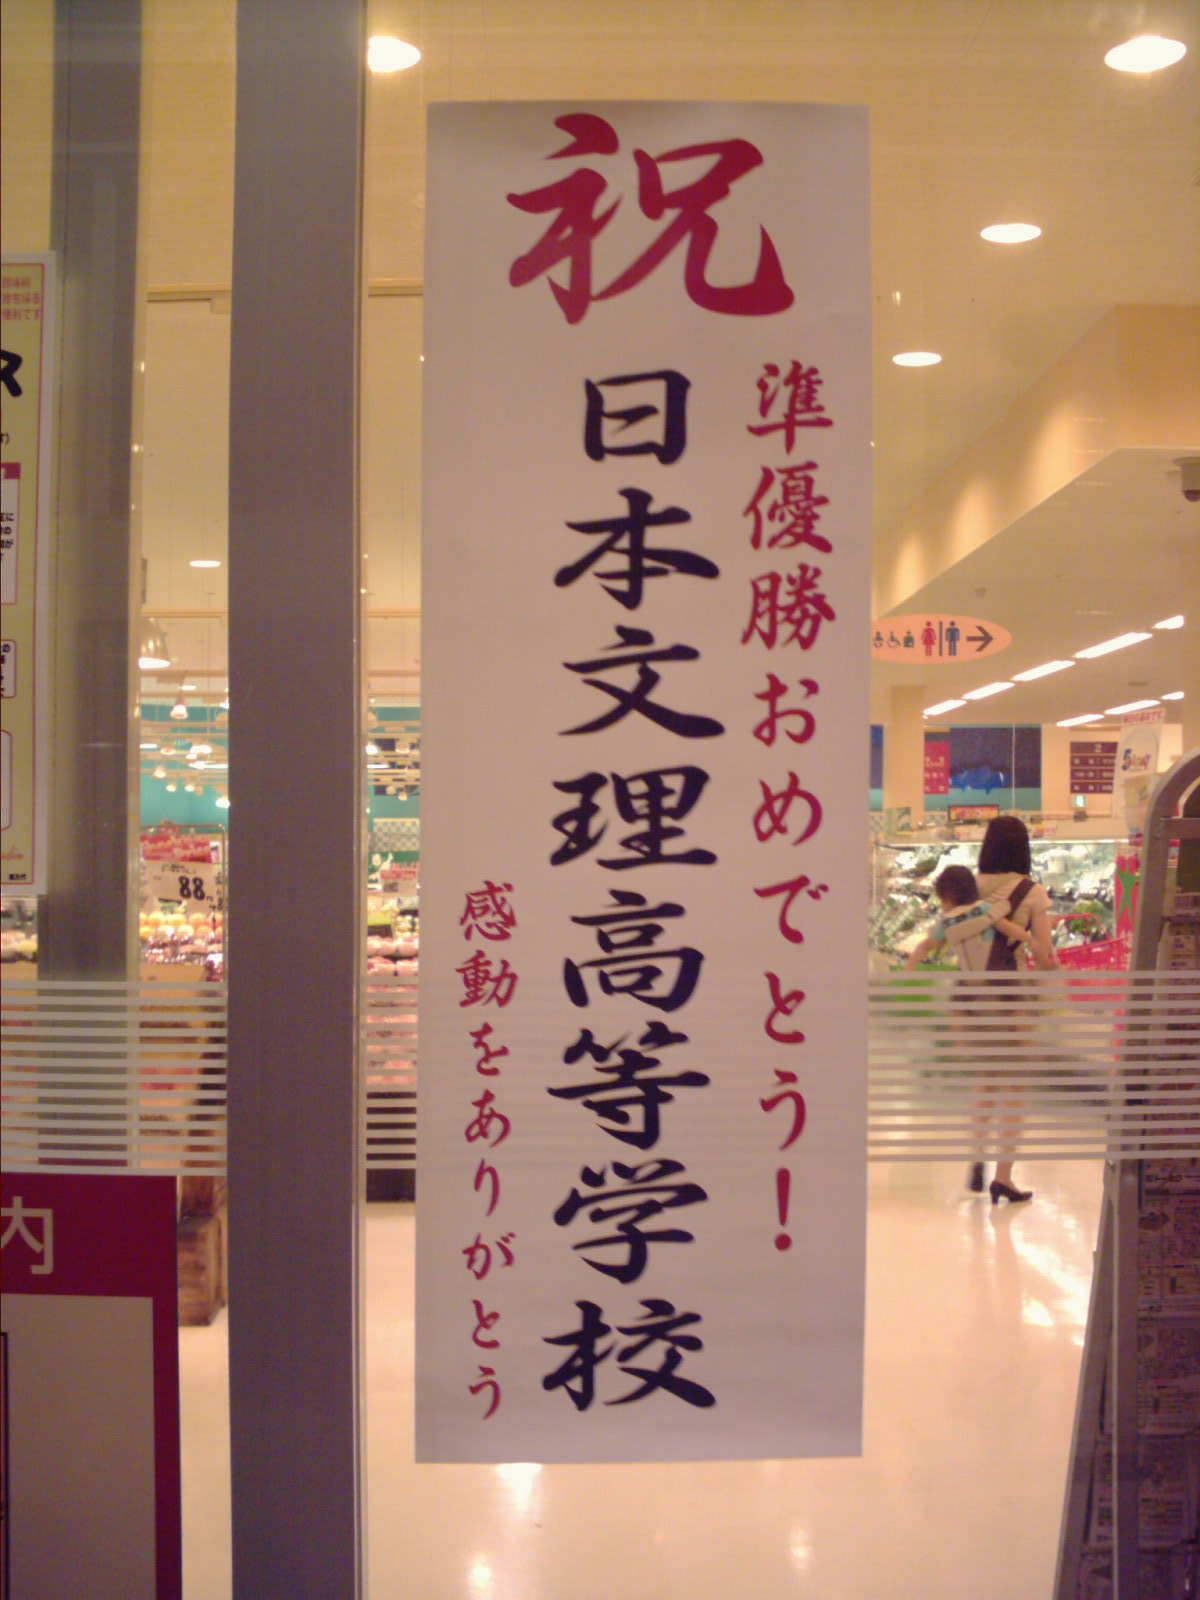 祝
準優勝おめでとう!
日本文理高等学校
感動をありがとう
内
88